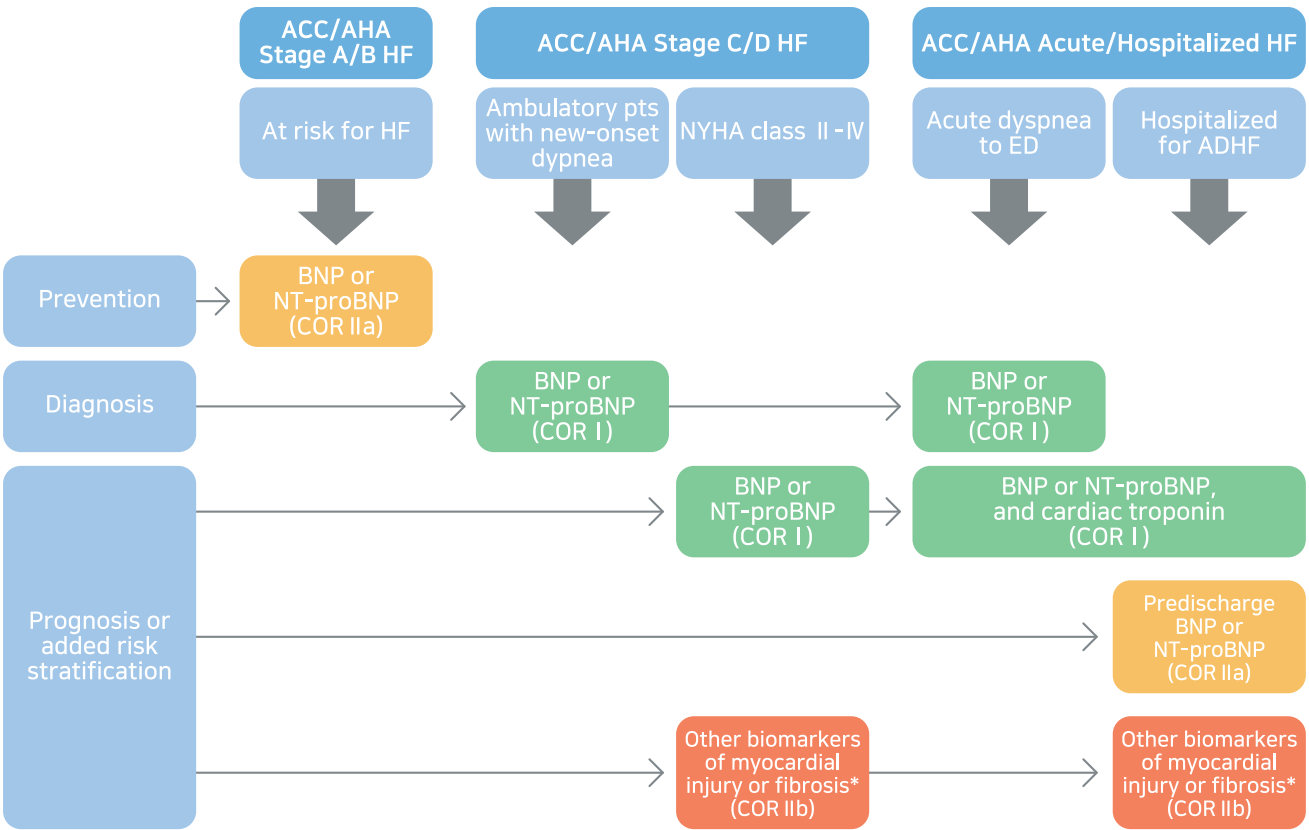 ACC/AHA
Stage A/B HF
ACC/AHA Stage C/D HF
ACC/AHA Acute/Hospitalized HF
At risk for HF
Ambulatory pts
with new-onset
dypnea
NYHA class II-IV
Acute dyspnea
to ED
Hospitalized
for ADHF
Prevention
BNP or
NT-proBNP
(COR IIa)
Diagnosis
BNP or
NT-proBNP
(COR I)
BNP or
NT-proBNP
(COR I)
Prognosis or
added risk
stratification
BNP or
NT-proBNP
(COR I)
BNP or NT-proBNP,
and cardiac troponin
(COR I)
Predischarge
BNP or
NT-proBNP
(COR IIa)
Other biomarkers
of myocardial
injury or fibrosis*
(COR IIb)
Other biomarkers
of myocardial
injury or fibrosis*
(COR IIb)